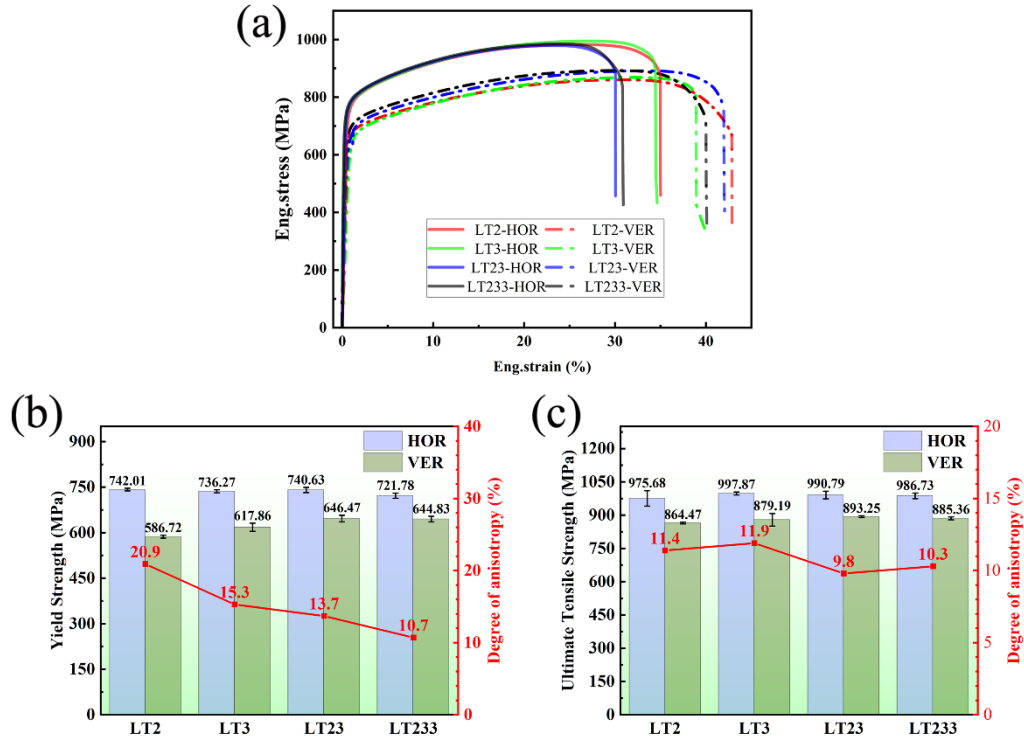 (a)
Eng.stress (MPa)
1000
800
600
400
200
0
LT2-HOR LT2-VER
LT3-HOR LT3-VER
LT23-HOR LT23-VER
LT233-HOR LT233-VER
0 10 20 30 40
Eng.strain (%)
(b)
Yield Strength (MPa)
900
750
600
450
300
150
0
HOR
VER
742.01
586.72
736.27
617.86
740.63
646.47
721.78
644.83
20.9
15.3
13.7
10.7
LT2 LT3 LT23 LT233
40
30
20
10
0
Degree of anisotropy (%)
(c)
Ultimate Tensile Strength (MPa)
1200
1050
900
750
600
450
300
150
0
HOR
VER
975.68
864.47
997.87
879.19
990.79
893.25
986.73
885.36
11.4
11.9
9.8
10.3
LT2 LT3 LT23 LT233
20
15
10
5
0
Degree of anisotropy (%)